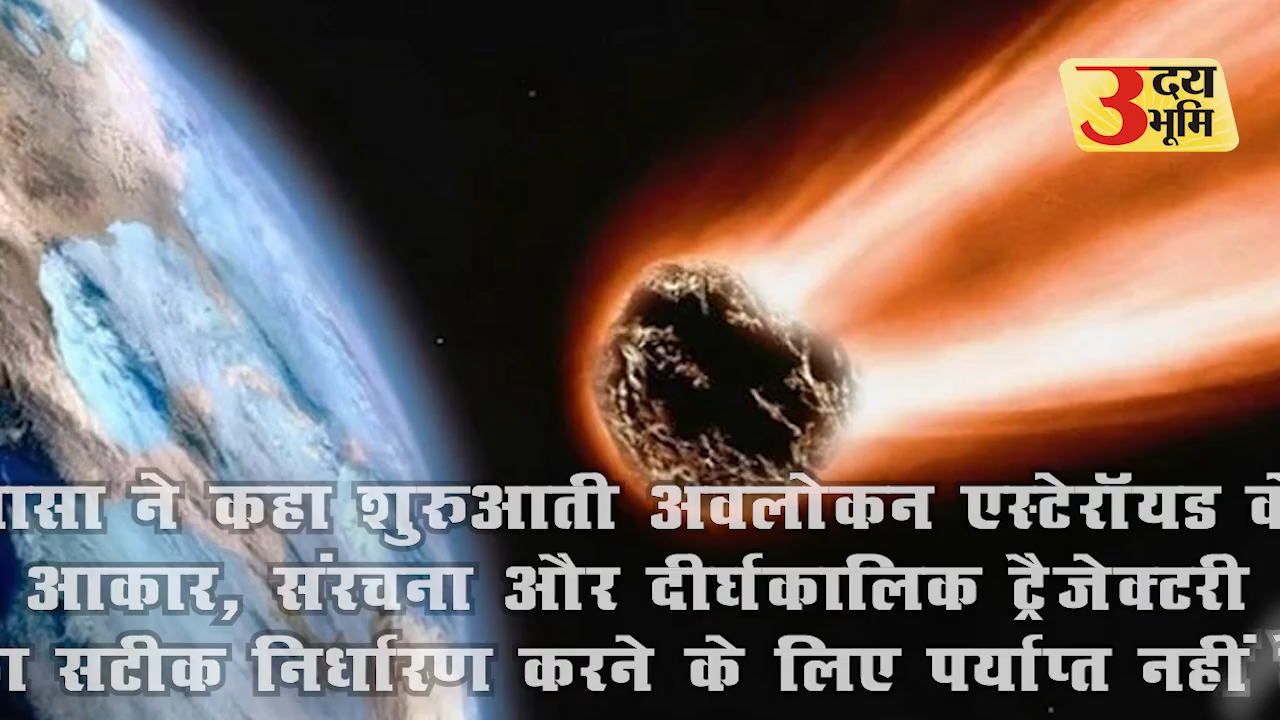 उदय
भूमि
नासा ने कहा शुरुआती अवलोकन एस्टेरॉयड के
आकार, संरचना और दीर्घकालिक ट्रैजेक्टरी
सटीक निर्धारण करने के लिए पर्याप्त नहीं